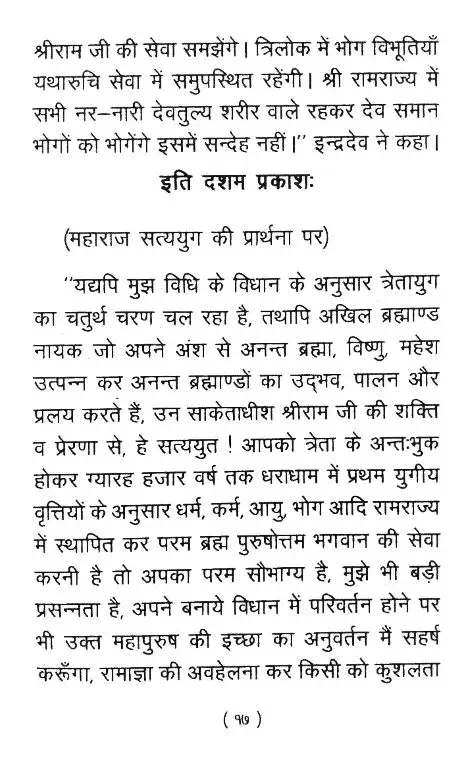 श्रीराम जी की सेवा समझेंगे। त्रिलोक में भोग विभूतियाँ
यथारुचि सेवा में समुपस्थित रहेंगी। श्री रामराज्य में
सभी नर–नारी देवतुल्य शरीर वाले रहकर देव समान
भोगों को भोगेंगे इसमें सन्देह नहीं।'' इन्द्रदेव ने कहा।
इति दशम प्रकाशः
(महाराज सत्ययुग की प्रार्थना पर)
''यद्यपि मुझ विधि के विधान के अनुसार त्रेतायुग
का चतुर्थ चरण चल रहा है, तथापि अखिल ब्रह्माण्ड
नायक जो अपने अंश से अनन्त ब्रह्मा, विष्णु, महेश
उत्पन्न कर अनन्त ब्रह्माण्डों का उद्भव, पालन और
प्रलय करते हैं, उन साकेताधीश श्रीराम जी की शक्ति
व प्रेरणा से, हे सत्ययुत ! आपको त्रेता के अन्तःभुक
होकर ग्यारह हजार वर्ष तक धराधाम में प्रथम युगीय
वृत्तियों के अनुसार धर्म, कर्म, आयु, भोग आदि रामराज्य
में स्थापित कर परम ब्रह्म पुरुषोत्तम भगवान की सेवा
करनी है तो अपका परम सौभाग्य है, मुझे भी बड़ी
प्रसन्नता है, अपने बनाये विधान में परिवर्तन होने पर
भी उक्त महापुरुष की इच्छा का अनुवर्तन मैं सहर्ष
करूँगा, रामाज्ञा की अवहेलना कर किसी को कुशलता
(१७)